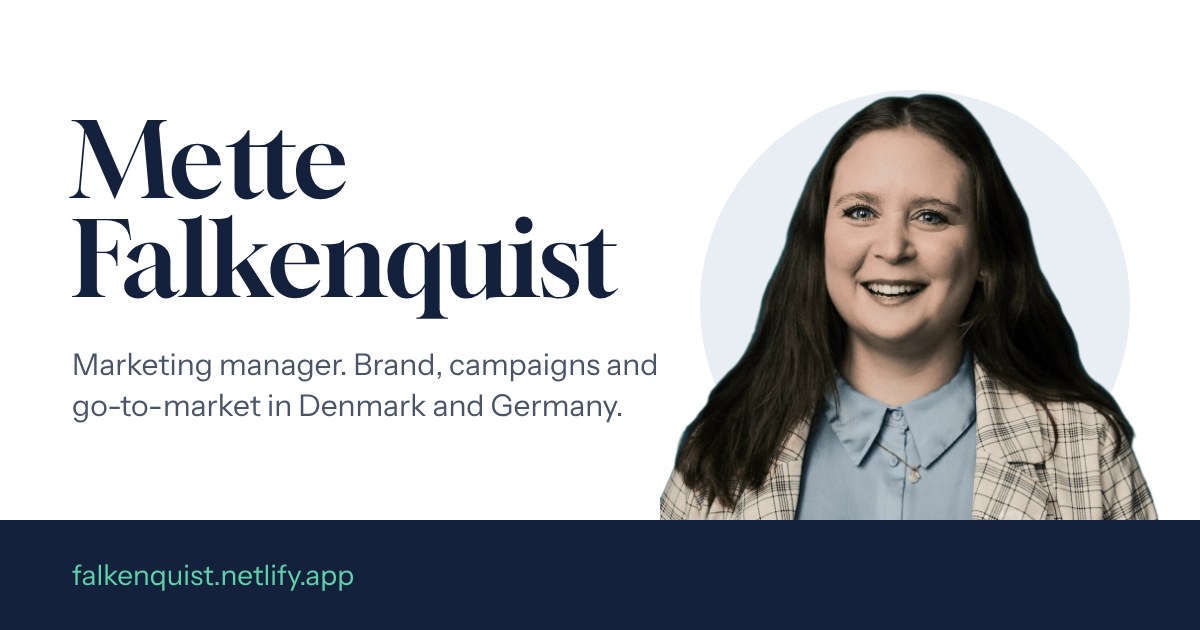 Mette
Falkenquist
Marketing manager. Brand, campaigns and
go-to-market in Denmark and Germany.
falkenquist.netlify.app